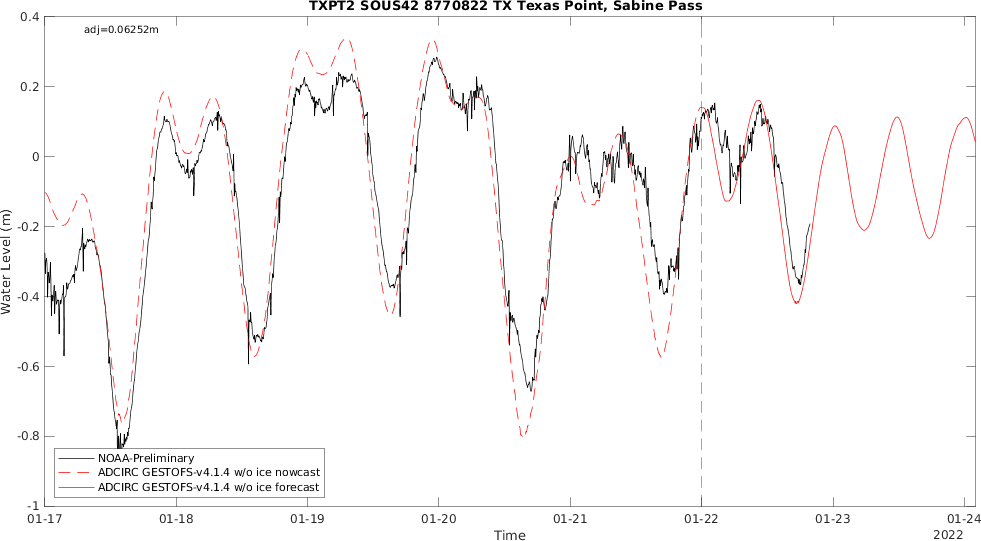 TXPT2 SOUS42 8770822 TX Texas Point, Sabine Pass
adj=0.06252m
0.4
0.2
0
-0.2
-0.4
-0.6
-0.8
-1
Water Level (m)
NOAA-Preliminary
ADCIRC GESTOFS-v4.1.4 w/o ice nowcast
ADCIRC GESTOFS-v4.1.4 w/o ice forecast
01-17 01-18 01-19 01-20 01-21 01-22 01-23 01-24
Time
2022